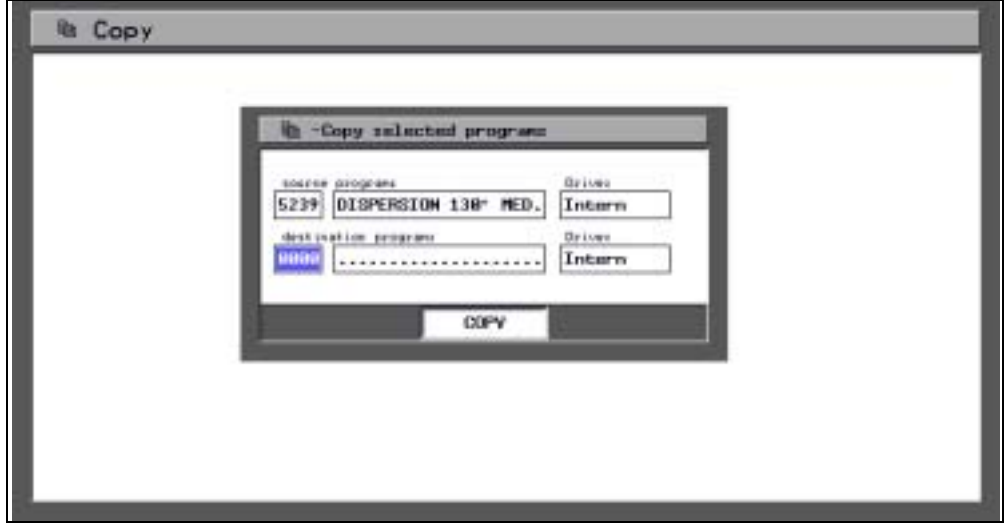 Copy
-Copy selected programs
source programs Drive:
5239 DISPERSION 130° MED. Intern
destination programs Drive:
0000 ................... Intern
COPY